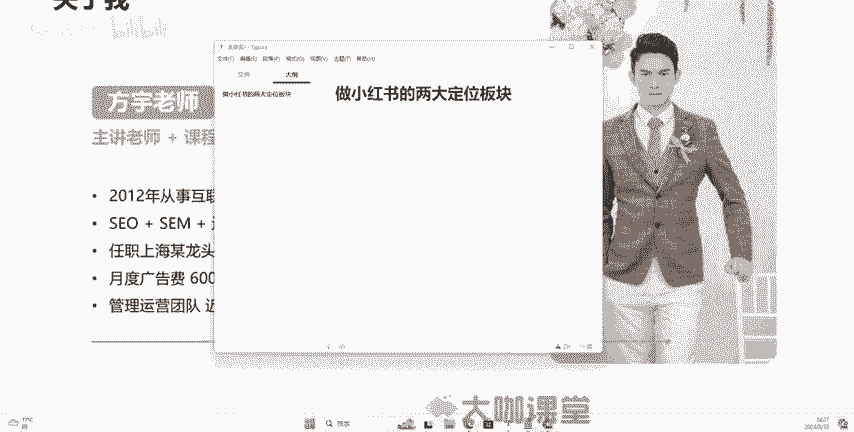 关于我
bilibili
Typora
文件(F) 编辑(E) 段落(P) 格式(O) 视图(V) 主题(T) 帮助(H)
文件 大纲
做小红书的两大定位板块
做小红书的两大定位板块
方宇老师
主讲老师 + 课程
2012年从事互联
SEO + SEM +
任职上海某龙头
月度广告费 600
管理运营团队 近
大咖课堂
17°C
搜索